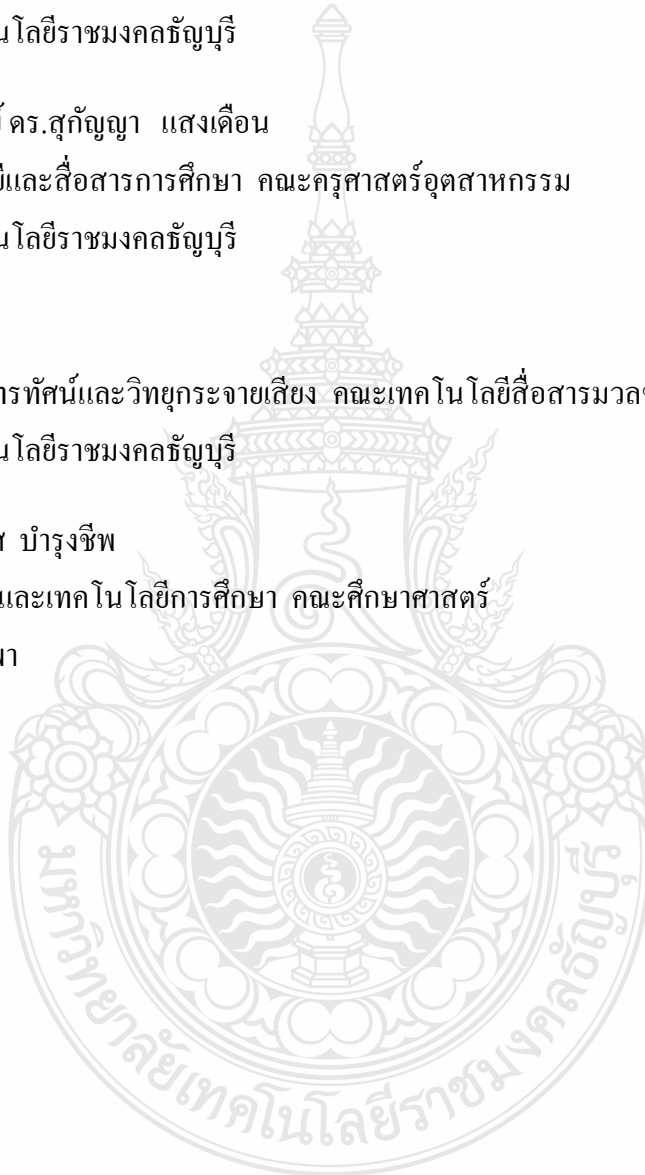 นโลยีราชมงคลธัญบุรี
ดร.สุกัญญา แสงเดือน
และสื่อสารการศึกษา คณะครุศาสตร์อุตสาหกรรม
นโลยีราชมงคลธัญบุรี
รทัศน์และวิทยุกระจายเสียง คณะเทคโนโลยีสื่อสารมวล
นโลยีราชมงคลธัญบุรี
บำรุงชีพ
และเทคโนโลยีการศึกษา คณะศึกษาศาสตร์
มหาวิทยาลัยเทคโนโลยีราชมงคลธัญบุรี